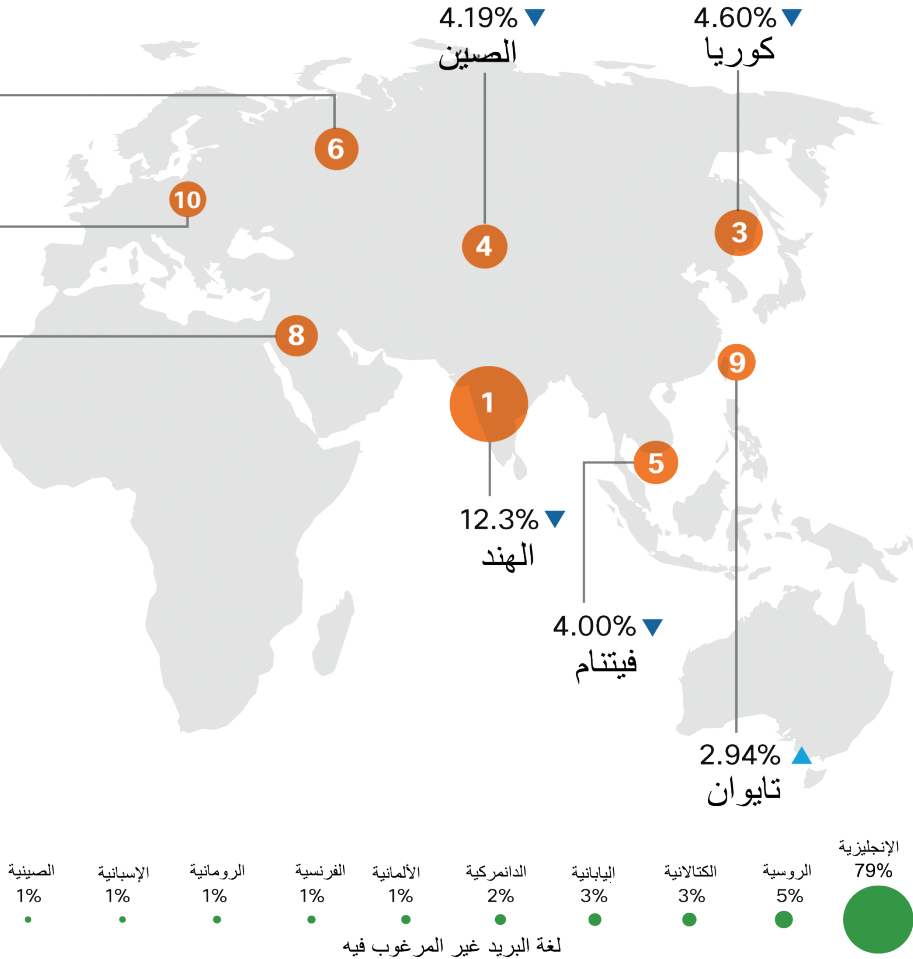 4.19%
الصين
4.60%
كوريا
6
10
3
4
8
9
1
5
12.3%
الهند
4.00%
فيتنام
2.94%
تايوان
الإنجليزية
79%
الروسية
5%
الكتالانية
3%
اليابانية
3%
الدانمركية
2%
الألمانية
1%
الفرنسية
1%
الرومانية
1%
الإسبانية
1%
الصينية
1%
لغة البريد غير المرغوب فيه